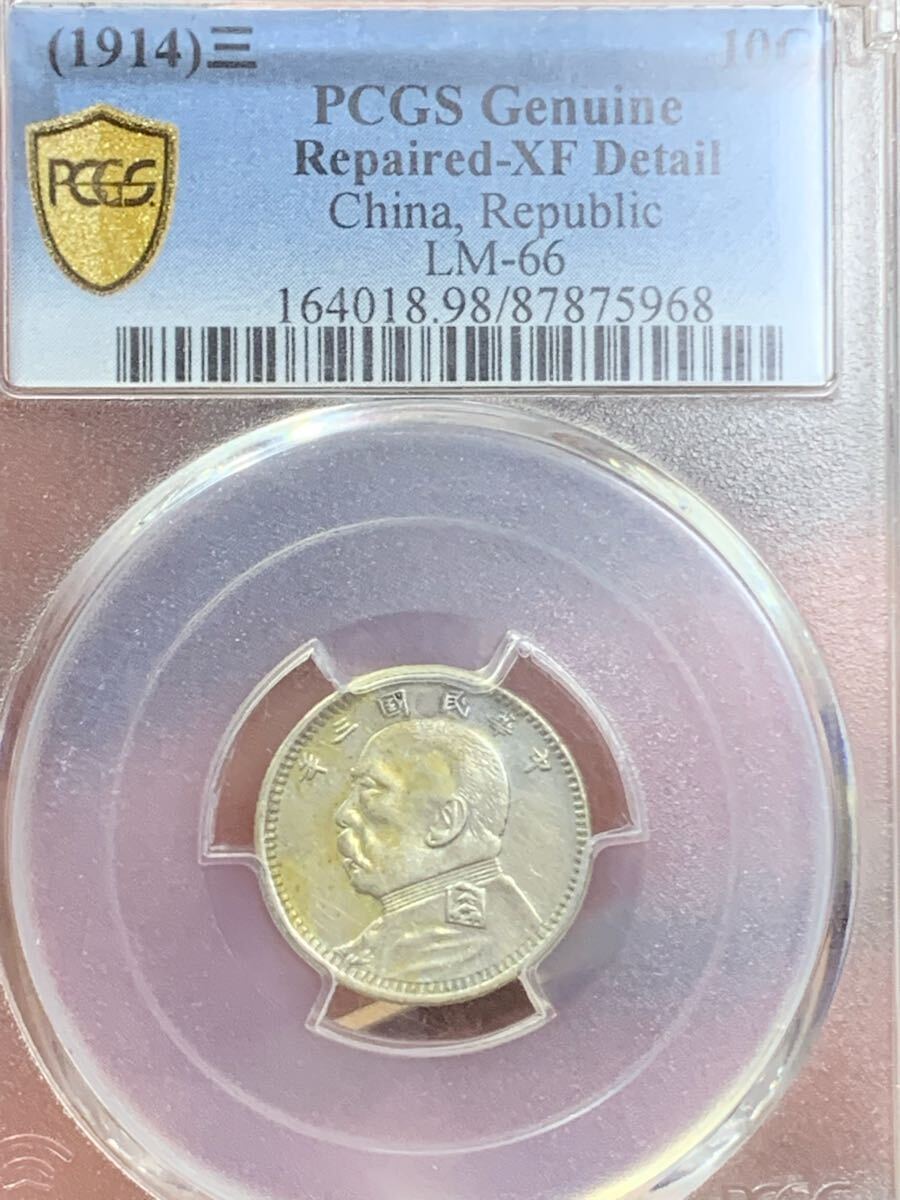 (1914)三 10C
PCGS Genuine
Repaired-XF Detail
China, Republic
LM-66
164018.98/87875968
PCGS
年三國民華中